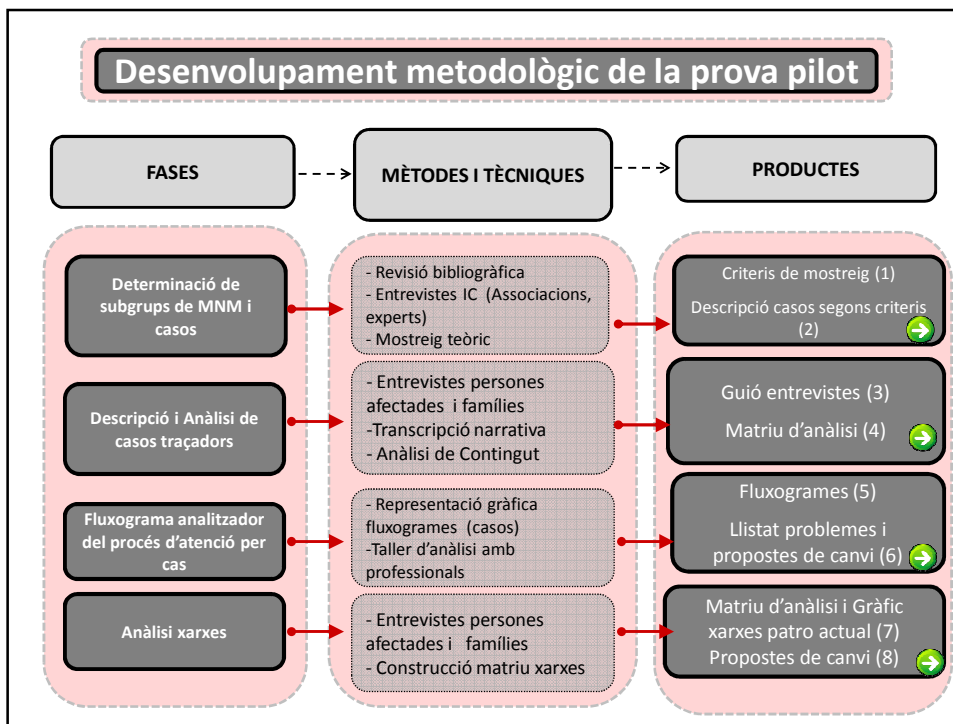 Desenvolupament metodològic de la prova pilot
FASES
MÈTODES I TÈCNIQUES
PRODUCTES
Determinació de
subgrups de MNM i
casos
- Revisió bibliogràfica
- Entrevistes IC (Associacions,
experts)
- Mostreig teòric
Criteris de mostreig (1)
Descripció casos segons criteris
(2)
Descripció i Anàlisi de
casos traçadors
- Entrevistes persones
afectades i famílies
-Transcripció narrativa
- Anàlisi de Contingut
Guió entrevistes (3)
Matriu d'anàlisi (4)
Fluxograma analitzador
del procés d'atenció per
cas
- Representació gràfica
fluxogrames (casos)
-Taller d'anàlisi amb
professionals
Fluxogrames (5)
Llistat problemes i
propostes de canvi (6)
Anàlisi xarxes
- Entrevistes persones
afectades i famílies
- Construcció matriu xarxes
Matriu d'anàlisi i Gràfic
xarxes patro actual (7)
Propostes de canvi (8)